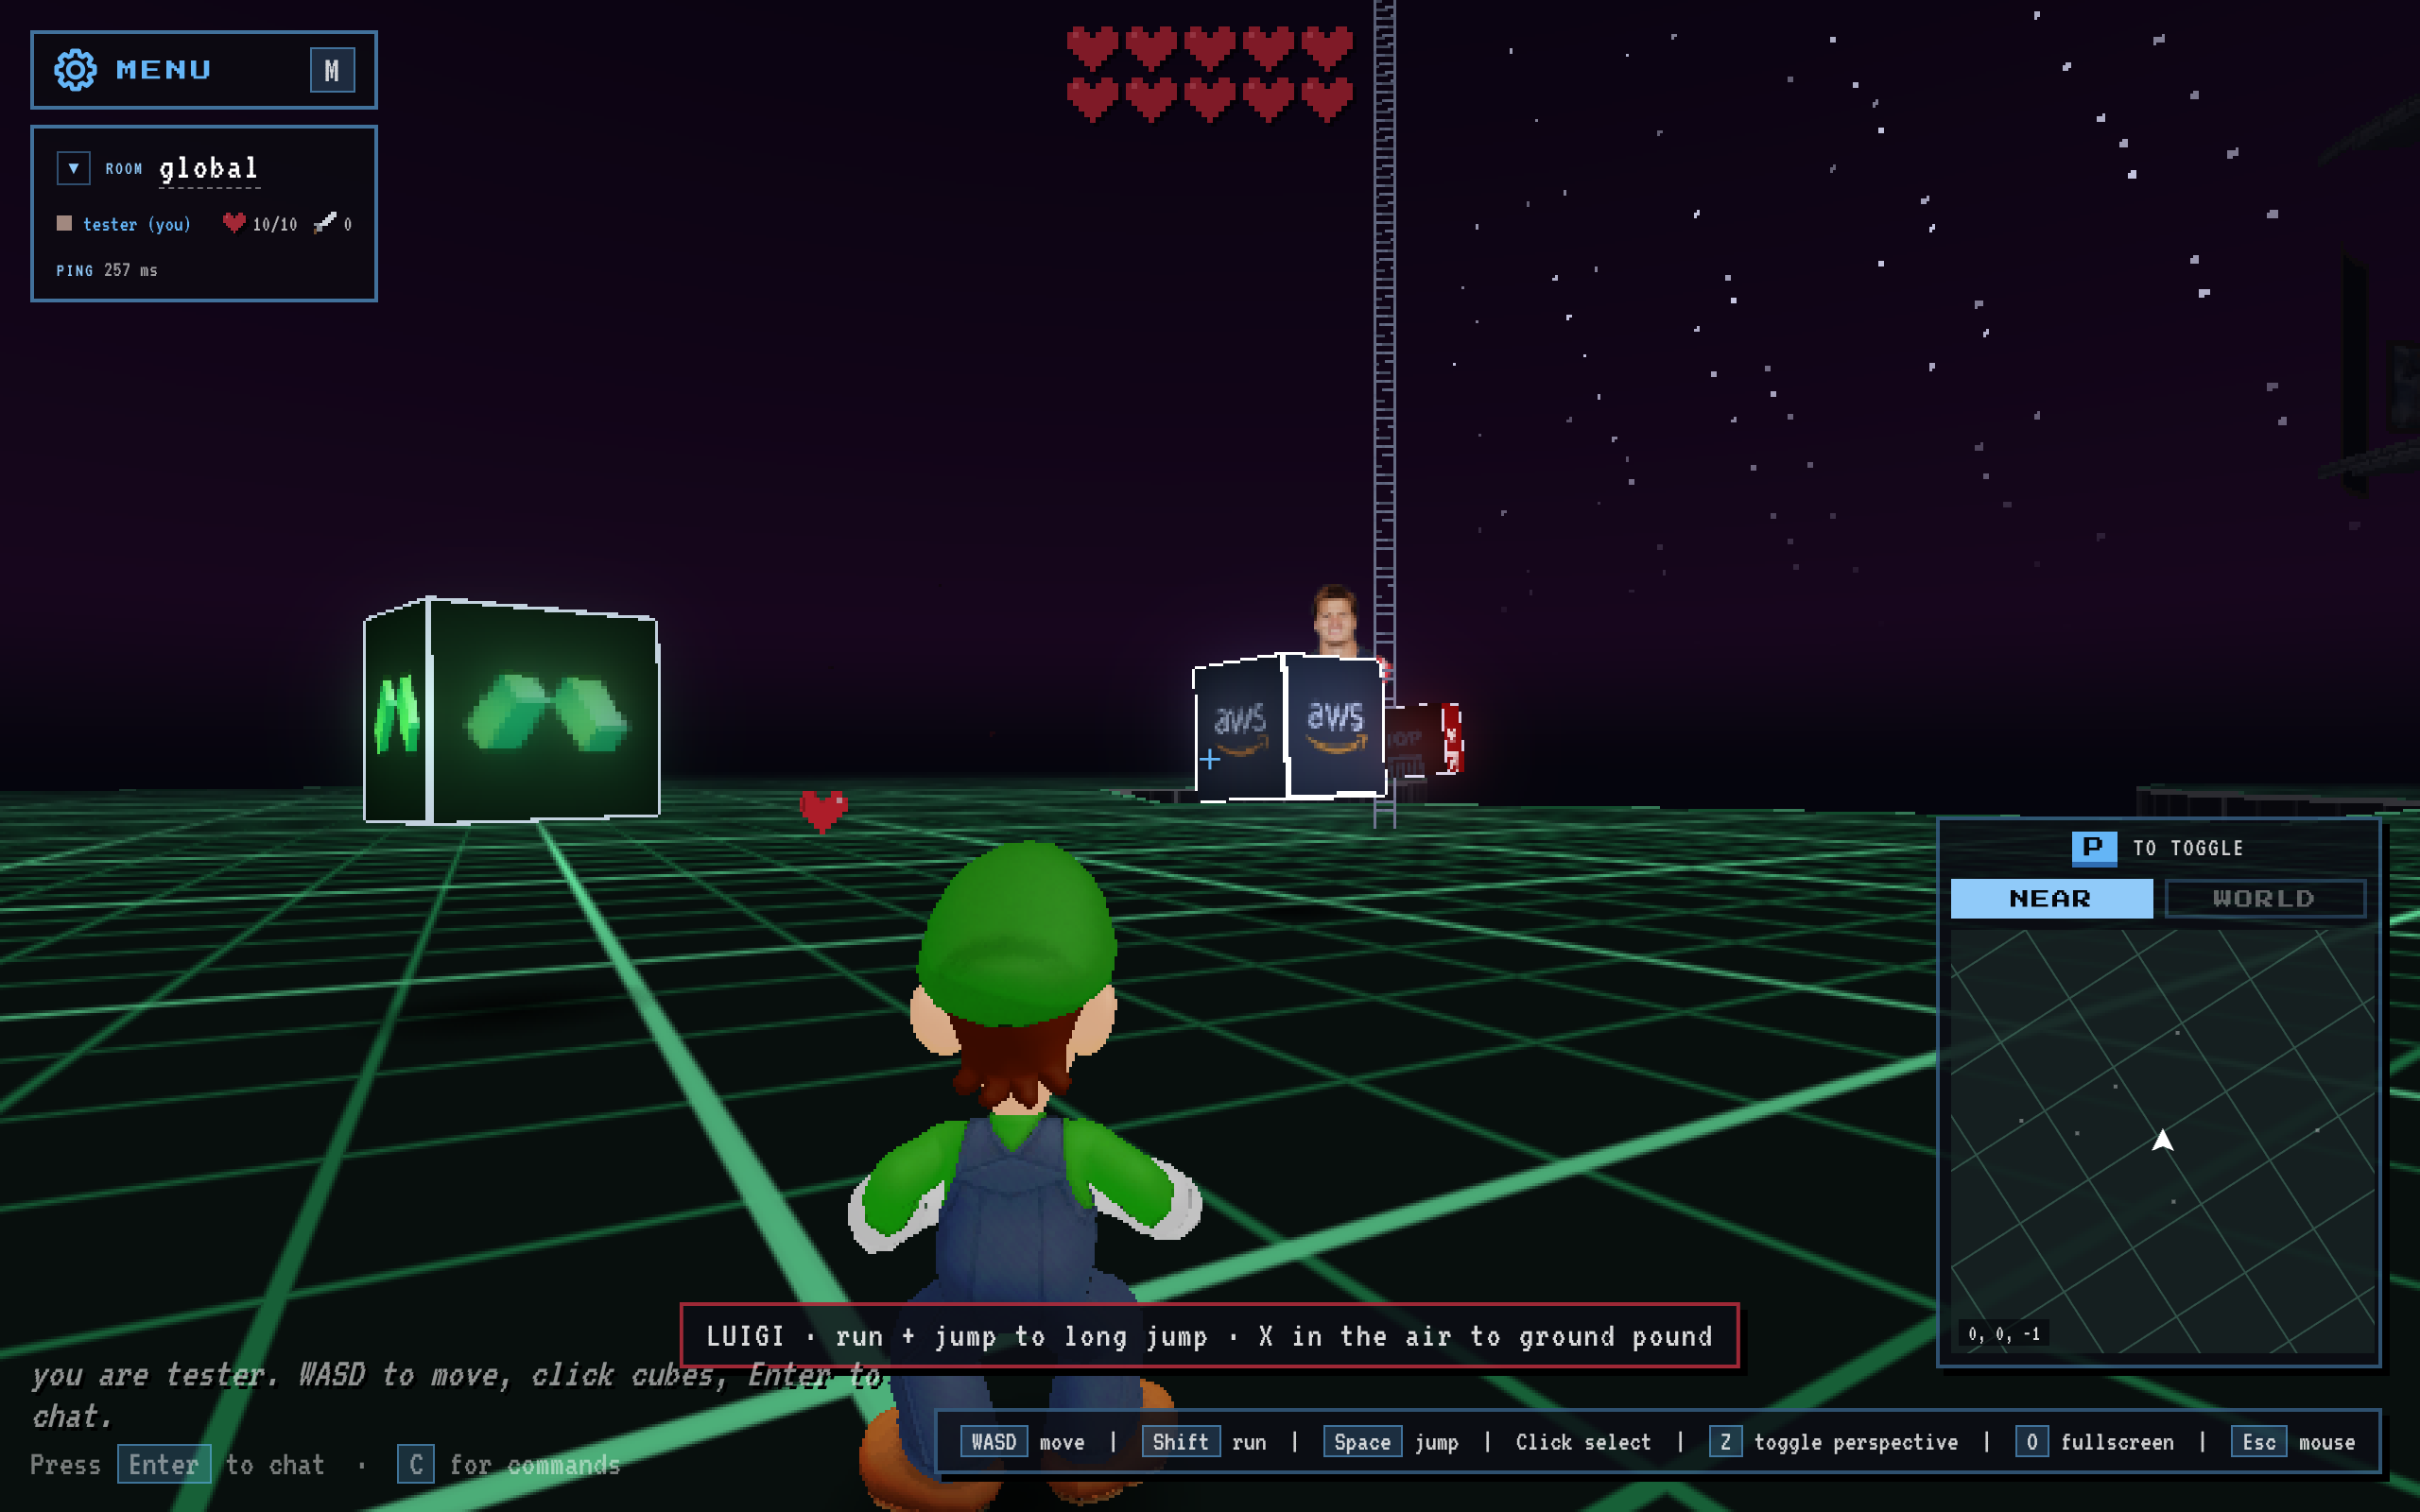 MENU M
▼ ROOM global
tester (you) 10/10 0
PING 257 ms
aws aws
P TO TOGGLE
NEAR WORLD
0, 0, -1
LUIGI · run + jump to long jump · X in the air to ground pound
you are tester. WASD to move, click cubes, Enter to
chat.
Press Enter to chat · C for commands
WASD move | Shift run | Space jump | Click select | Z toggle perspective | O fullscreen | Esc mouse